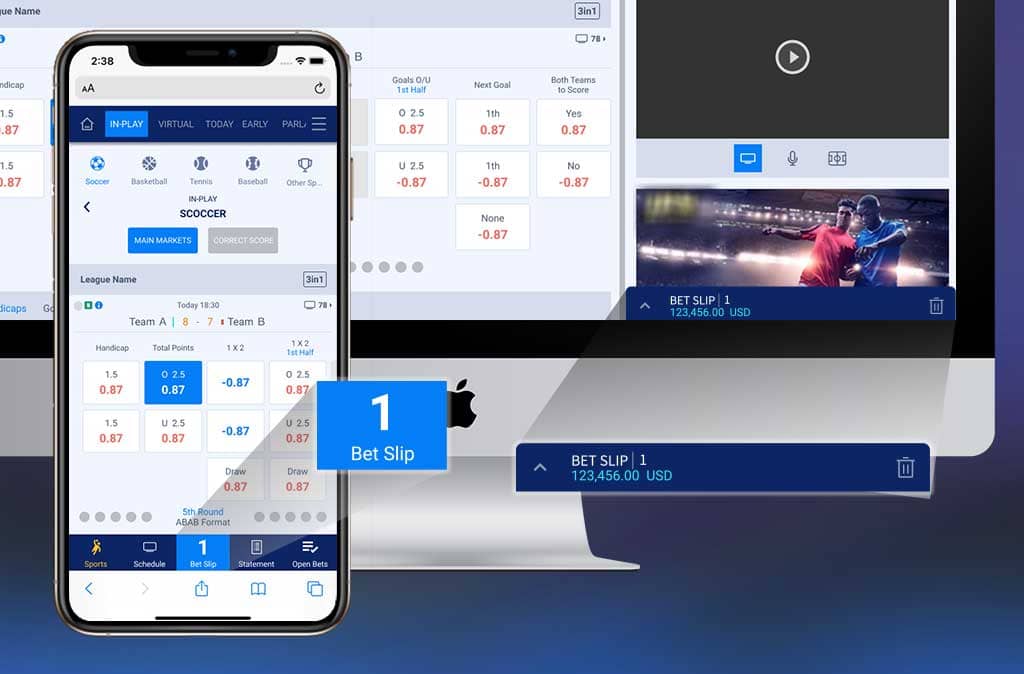 ue Name
3in1
78
B
ndicap
Goals O/U
1st Half
Next Goal
Both Teams
to Score
1.5
0.87
O 2.5
0.87
1th
0.87
Yes
0.87
1.5
0.87
U 2.5
-0.87
1th
-0.87
No
-0.87
None
-0.87
dicaps
Go
2:38
AA
IN-PLAY
VIRTUAL
TODAY
EARLY
PARL
Soccer
Basketball
Tennis
Baseball
Other Sp...
IN-PLAY
SCOCCER
MAIN MARKETS
CORRECT SCORE
League Name
3in1
Today 18:30
78
Team A 8 - 7 Team B
Handicap
Total Points
1 X 2
1 X 2
1st Half
1.5
0.87
O 2.5
0.87
-0.87
O 2.5
0.87
1.5
0.87
U 2.5
0.87
-0.87
U 2.5
0.87
Draw
0.87
Draw
0.87
5th Round
ABAB Format
Sports
Schedule
1
Bet Slip
Statement
Open Bets
1
Bet Slip
BET SLIP | 1
123,456.00 USD
BET SLIP | 1
123,456.00 USD